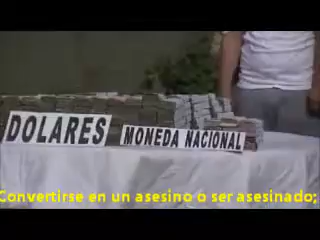 DOLARES
MONEDA NACIONAL
Convertirse en un asesino o ser asesinado;